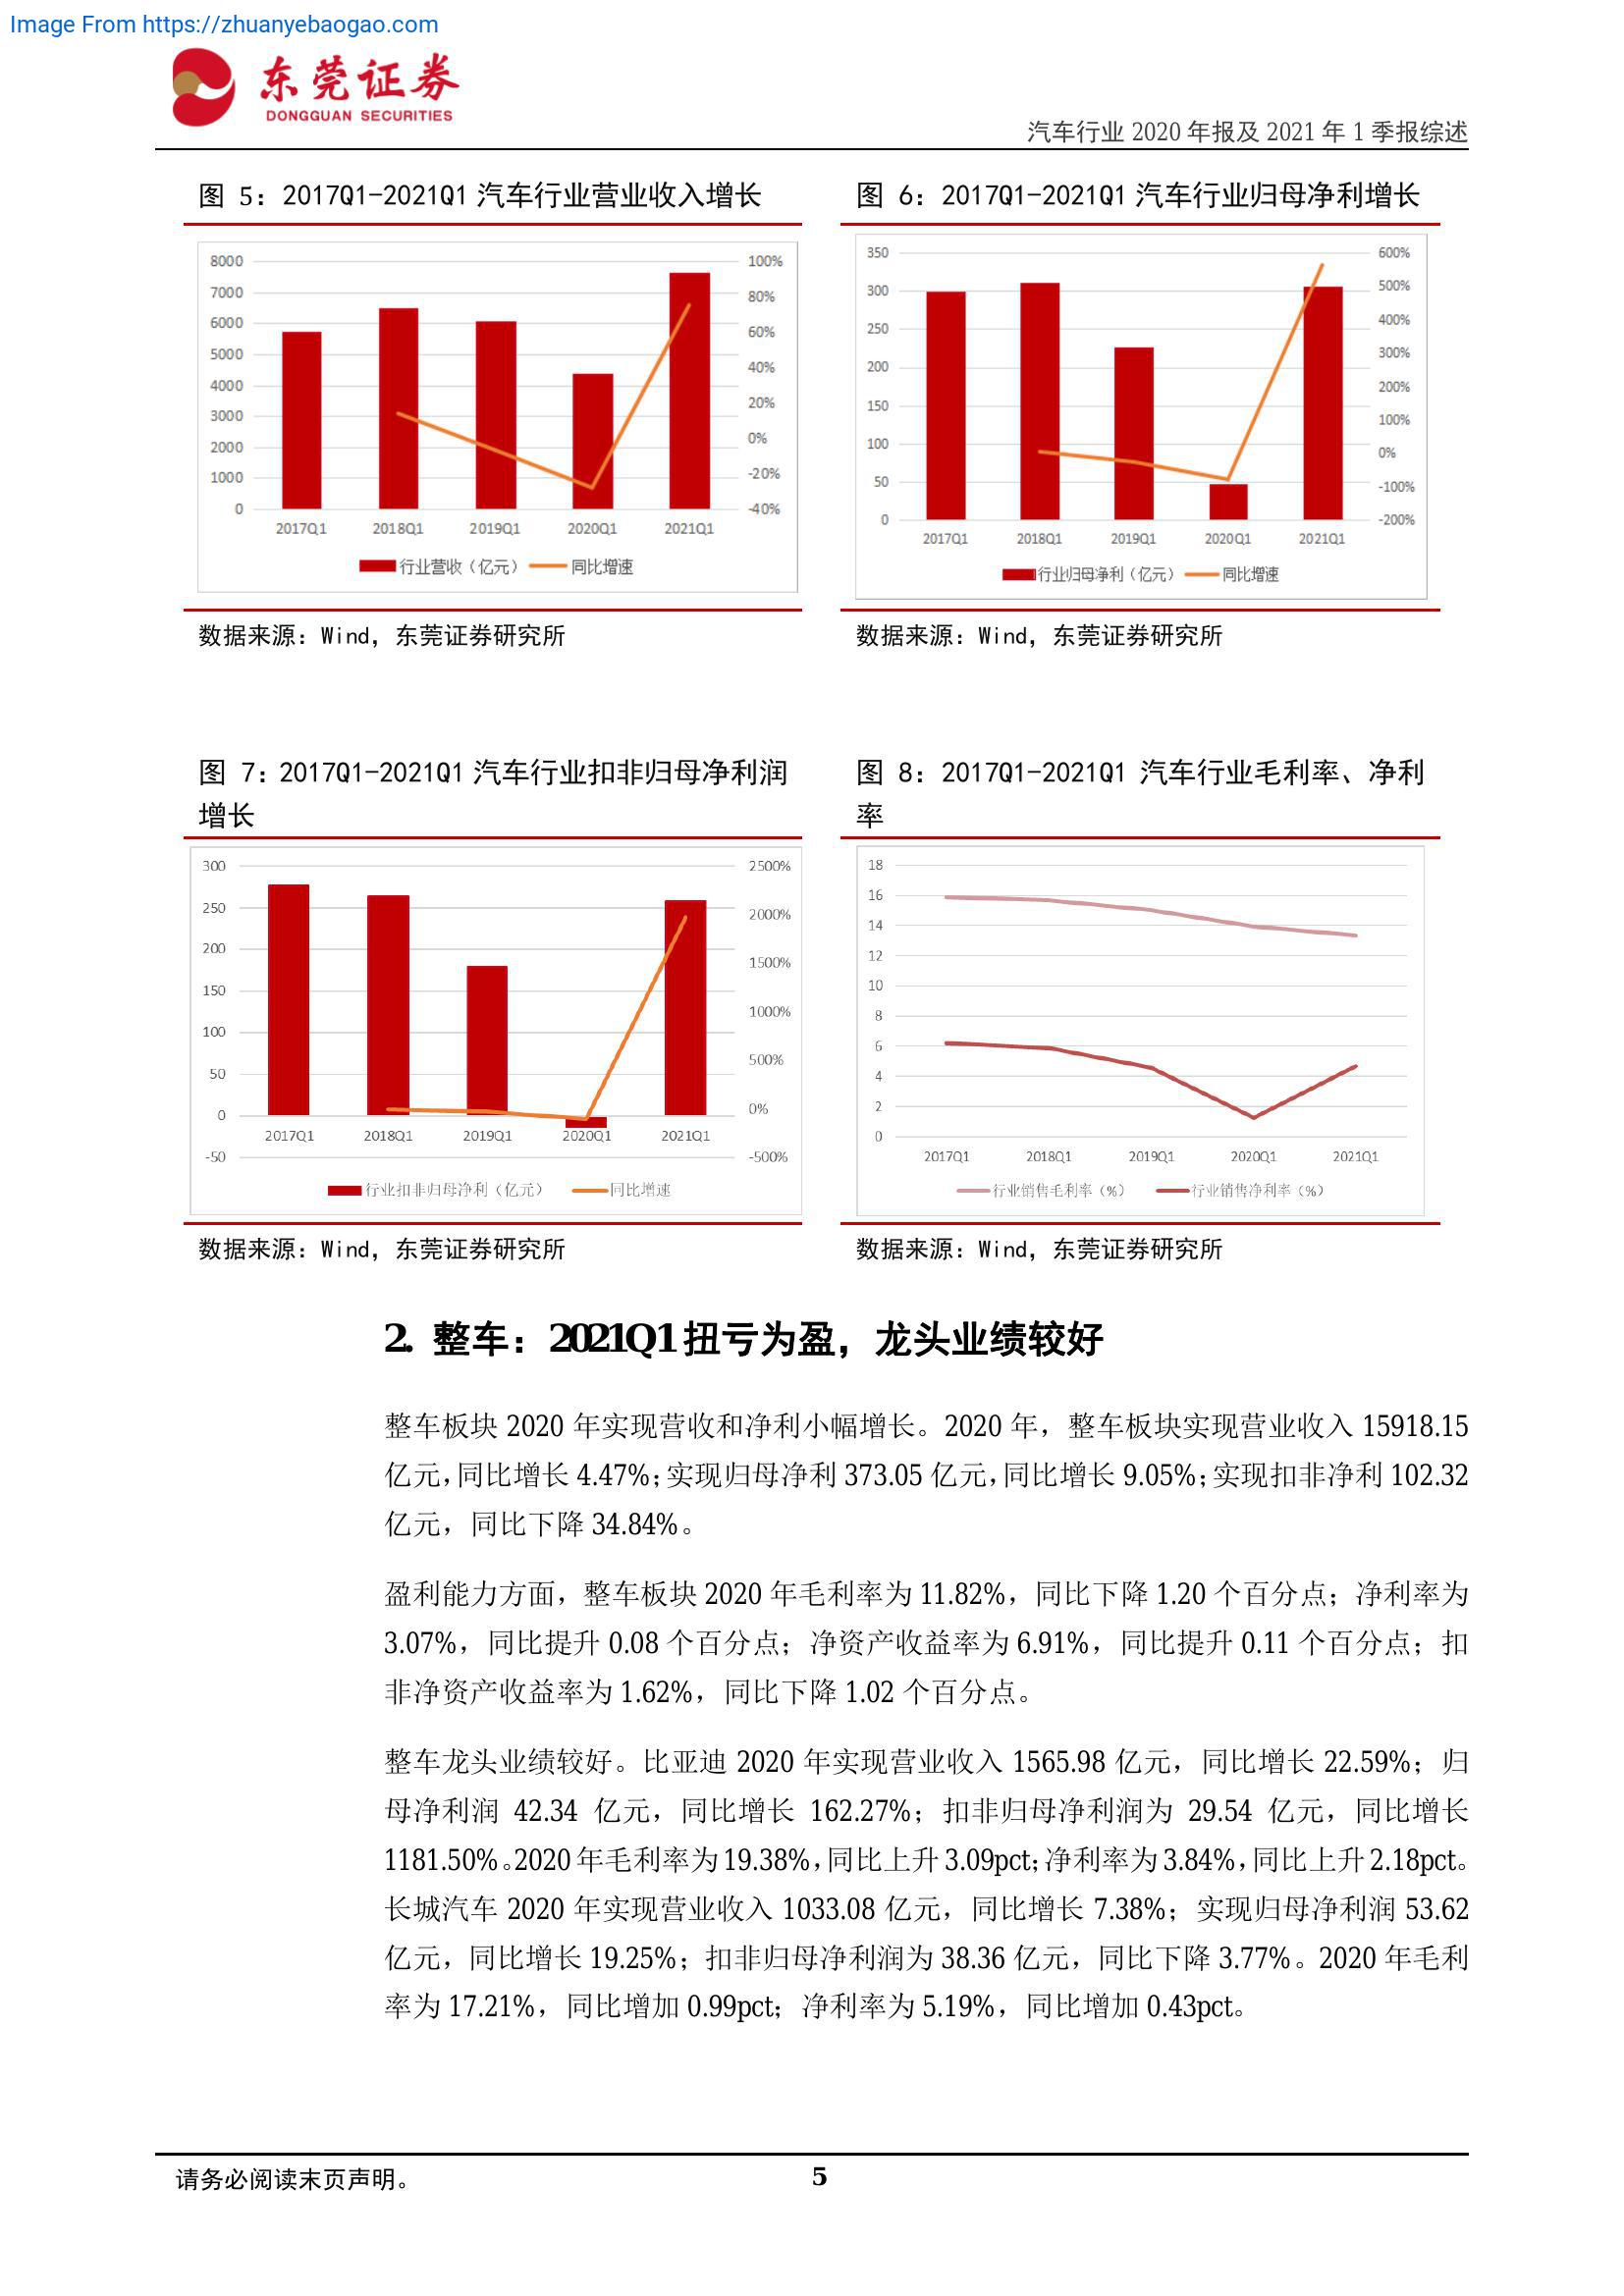 Image From https://zhuanyebaogao.com
东莞证券
DONGGUAN SECURITIES
汽车行业 2020 年报及 2021 年 1 季报综述
图 5：2017Q1-2021Q1 汽车行业营业收入增长
8000
7000
6000
5000
4000
3000
2000
1000
0
100%
80%
60%
40%
20%
0%
-20%
-40%
2017Q1 2018Q1 2019Q1 2020Q1 2021Q1
行业营收（亿元） 同比增速
数据来源：Wind，东莞证券研究所
图 6：2017Q1-2021Q1 汽车行业归母净利增长
350
300
250
200
150
100
50
0
600%
500%
400%
300%
200%
100%
0%
-100%
-200%
2017Q1 2018Q1 2019Q1 2020Q1 2021Q1
行业归母净利（亿元） 同比增速
数据来源：Wind，东莞证券研究所
图 7：2017Q1-2021Q1 汽车行业扣非归母净利润
增长
300
250
200
150
100
50
0
-50
2500%
2000%
1500%
1000%
500%
0%
-500%
2017Q1 2018Q1 2019Q1 2020Q1 2021Q1
行业扣非归母净利（亿元） 同比增速
数据来源：Wind，东莞证券研究所
图 8：2017Q1-2021Q1 汽车行业毛利率、净利
率
18
16
14
12
10
8
6
4
2
0
2017Q1 2018Q1 2019Q1 2020Q1 2021Q1
行业销售毛利率（%） 行业销售净利率（%）
数据来源：Wind，东莞证券研究所
2. 整车：2021Q1 扭亏为盈，龙头业绩较好
整车板块 2020 年实现营收和净利小幅增长。2020 年，整车板块实现营业收入 15918.15
亿元，同比增长 4.47%；实现归母净利 373.05 亿元，同比增长 9.05%；实现扣非净利 102.32
亿元，同比下降 34.84%。
盈利能力方面，整车板块 2020 年毛利率为 11.82%，同比下降 1.20 个百分点；净利率为
3.07%，同比提升 0.08 个百分点；净资产收益率为 6.91%，同比提升 0.11 个百分点；扣
非净资产收益率为 1.62%，同比下降 1.02 个百分点。
整车龙头业绩较好。比亚迪 2020 年实现营业收入 1565.98 亿元，同比增长 22.59%；归
母净利润 42.34 亿元，同比增长 162.27%；扣非归母净利润为 29.54 亿元，同比增长
1181.50%。2020 年毛利率为 19.38%，同比上升 3.09pct；净利率为 3.84%，同比上升 2.18pct。
长城汽车 2020 年实现营业收入 1033.08 亿元，同比增长 7.38%；实现归母净利润 53.62
亿元，同比增长 19.25%；扣非归母净利润为 38.36 亿元，同比下降 3.77%。2020 年毛利
率为 17.21%，同比增加 0.99pct；净利率为 5.19%，同比增加 0.43pct。
请务必阅读末页声明。
5